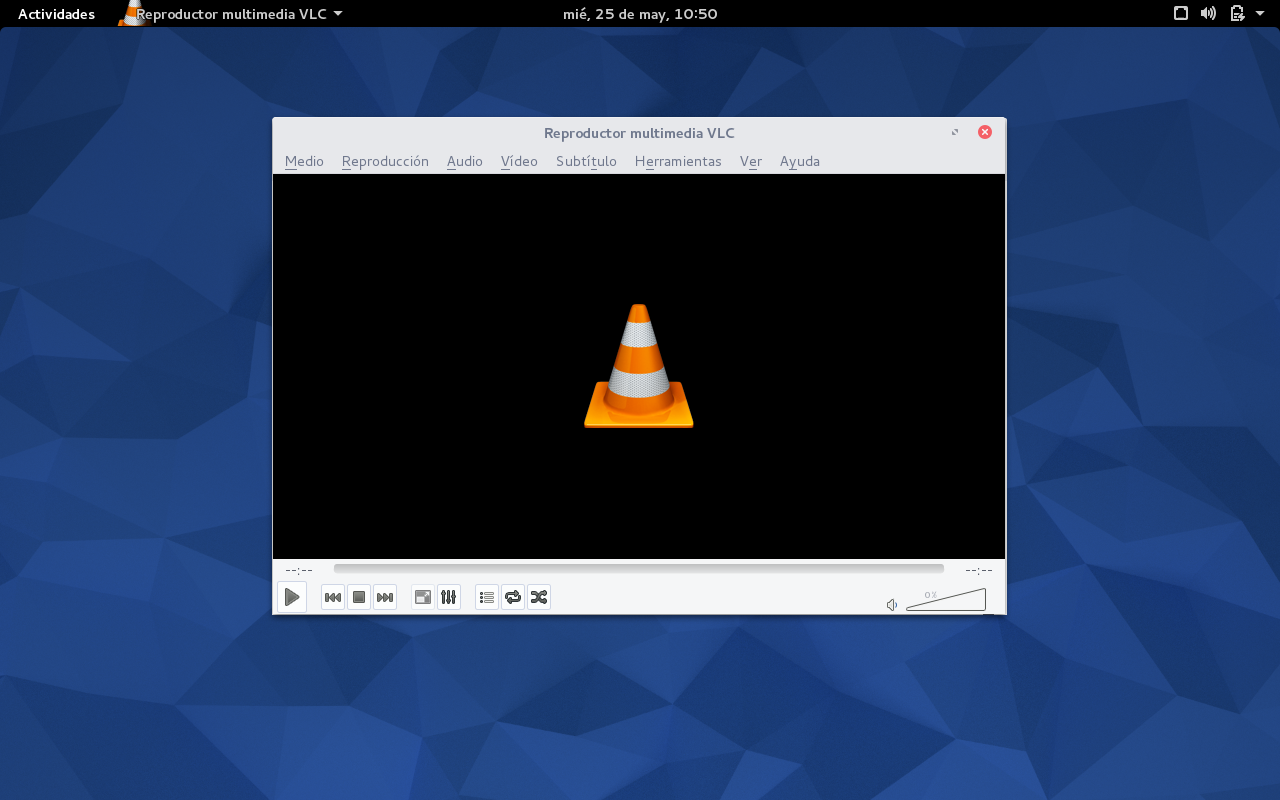 Actividades Reproductor multimedia VLC mié, 25 de may, 10:50
Reproductor multimedia VLC
Medio Reproducción Audio Vídeo Subtítulo Herramientas Ver Ayuda
--:-- --:--
0%